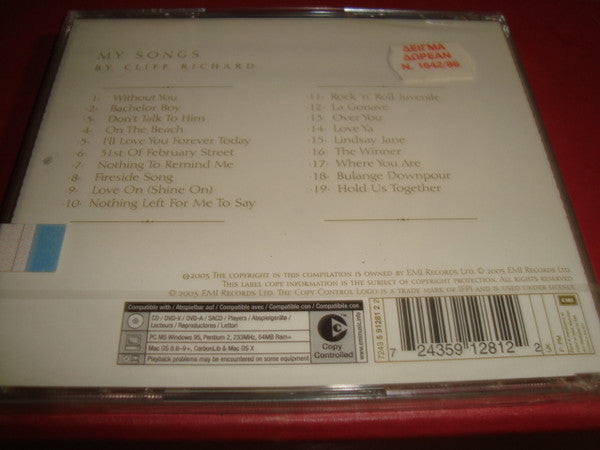 MY SONGS
BY CLIFF RICHARD
ΔΕΙΓΜΑ
ΔΩΡΕΑΝ
Ν. 1642/86
1- Without You
2- Bachelor Boy
3- Don't Talk To Him
4- On The Beach
5- I'll Love You Forever Today
6- 31st Of February Street
7- Nothing To Remind Me
8- Fireside Song
9- Love On (Shine On)
10- Nothing Left For Me To Say
11- Rock 'n' Roll Juvenile
12- La Gonave
13- Over You
14- Love Ya
15- Lindsay Jane
16- The Winner
17- Where You Are
18- Bulange Downpour
19- Hold Us Together
℗2005 The copyright in this compilation is owned by EMI Records Ltd. © 2005 EMI Records Ltd.
This label copy information is the subject of copyright protection. All rights reserved.
© 2005 EMI Records Ltd. The Copy Control Logo is a trade mark of IFPI and is used under licence.
Compatible with / Abspielbar auf / Compatible avec / Compatible con / Compatibile con
CD / DVD-V / DVD-A / SACD / Players / Abspielgeräte /
Lecteurs / Reproductores / Lettori
PC MS Windows 95, Pentium 2, 233MHz, 64MB Ram+
Mac OS 8.6-9+, CarbonLib & Mac OS X
Playback problems may be encountered on some equipment
Copy
Controlled
www.emimusic.info
7243 5 91281 2 2
7 24359 12812 2
EMI